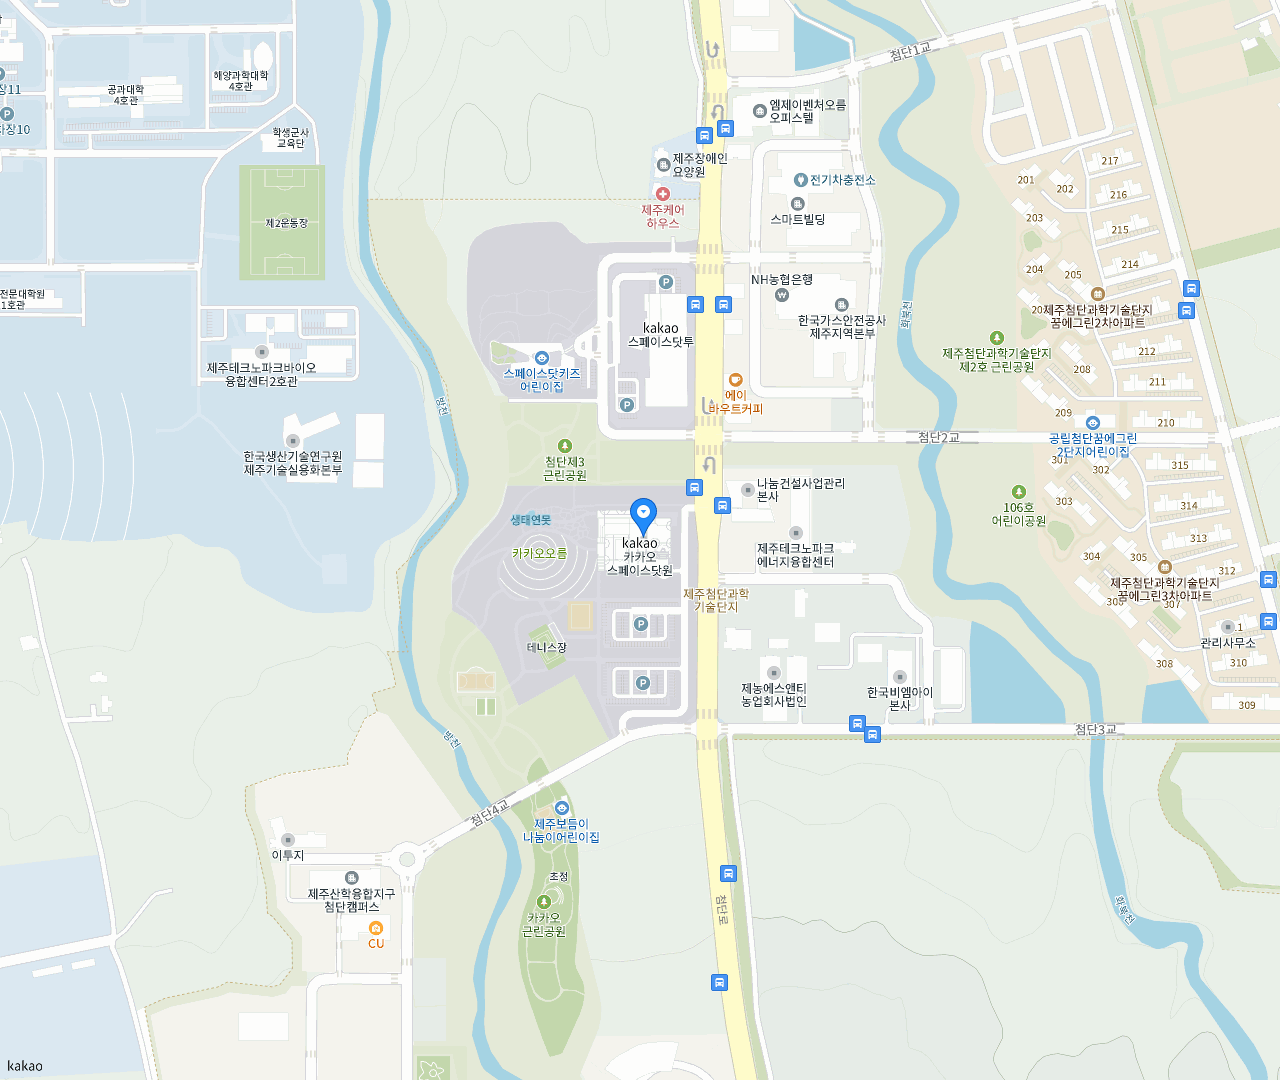 첨단1교
해양과학대학
4호관
공과대학
4호관
장11
차장10
P
엠제이벤처오름
오피스텔
학생군사
교육단
제주장애인
요양원
217
전기차충전소
201
202
216
제주케어
하우스
203
스마트빌딩
제2운동장
215
214
204
205
NH농협은행
전문대학원
1호관
화북천
20제주첨단과학기술단지
꿈에그린2차아파트
kakao
스페이스닷투
한국가스안전공사
제주지역본부
제주첨단과학기술단지
제2호 근린공원
212
제주테크노파크바이오
융합센터2호관
스페이스닷키즈
어린이집
208
211
에이
바우트커피
방천
P
209
210
첨단2교
공립첨단꿈에그린
2단지어린이집
한국생산기술연구원
제주기술실용화본부
첨단제3
근린공원
301
302
315
나눔건설사업관리
본사
303
314
106호
어린이공원
생태연못
313
kakao
카카오
스페이스닷원
카카오오름
제주테크노파크
에너지융합센터
304
305
312
제주첨단과학기술단지
꿈에그린3차아파트
제주첨단과학
기술단지
307
P
1
관리사무소
테니스장
308
310
P
제농에스앤티
농업회사법인
한국비엠아이
본사
309
첨단3교
방천
첨단4교
제주보듬이
나눔이어린이집
이투지
초정
제주산학융합지구
첨단캠퍼스
첨단로
화북천
카카오
근린공원
CU
kakao